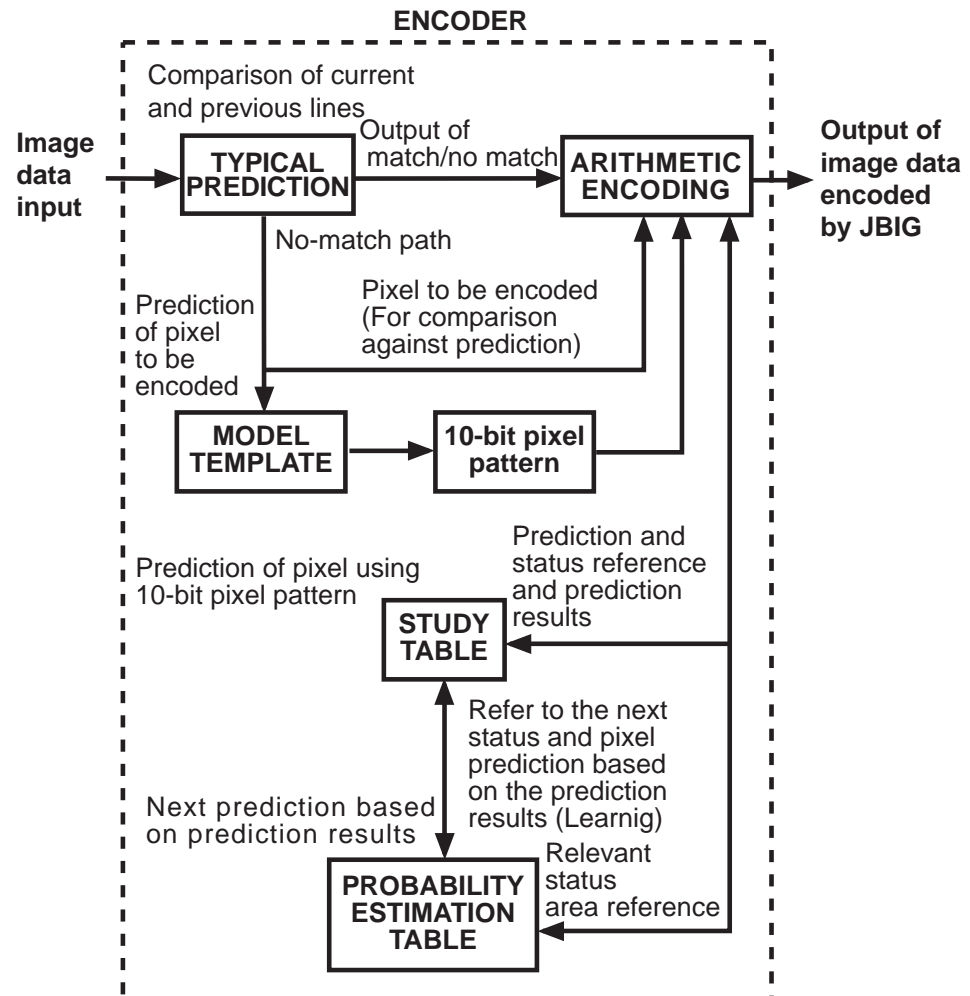 ENCODER
Comparison of current
and previous lines
Image
data
input
TYPICAL
PREDICTION
Output of
match/no match
ARITHMETIC
ENCODING
Output of
image data
encoded
by JBIG
No-match path
Prediction
of pixel
to be
encoded
Pixel to be encoded
(For comparison
against prediction)
MODEL
TEMPLATE
10-bit pixel
pattern
Prediction of pixel using
10-bit pixel pattern
Prediction and
status reference
and prediction
results
STUDY
TABLE
Refer to the next
status and pixel
prediction based
on the prediction
results (Learnig)
Next prediction based
on prediction results
PROBABILITY
ESTIMATION
TABLE
Relevant
status
area reference